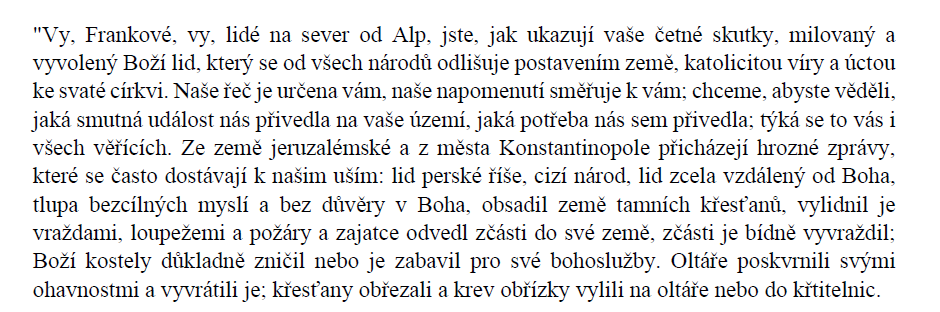 "Vy, Frankové, vy, lidé na sever od Alp, jste, jak ukazují vaše četné skutky, milovaný a
vyvolený Boží lid, který se od všech národů odlišuje postavením země, katolicitou víry a úctou
ke svaté církvi. Naše řeč je určena vám, naše napomenutí směřuje k vám; chceme, abyste věděli,
jaká smutná událost nás přivedla na vaše území, jaká potřeba nás sem přivedla; týká se to vás i
všech věřících. Ze země jeruzalémské a z města Konstantinopole přicházejí hrozné zprávy,
které se často dostávají k našim uším: lid perské říše, cizí národ, lid zcela vzdálený od Boha,
tlupa bezcílných myslí a bez důvěry v Boha, obsadil země tamních křesťanů, vylidnil je
vraždami, loupežemi a požáry a zajatce odvedl zčásti do své země, zčásti je bídně vyvraždil;
Boží kostely důkladně zničil nebo je zabavil pro své bohoslužby. Oltáře poskvrnili svými
ohavnostmi a vyvrátili je; křesťany obřezali a krev obřízky vylili na oltáře nebo do křtitelnic.